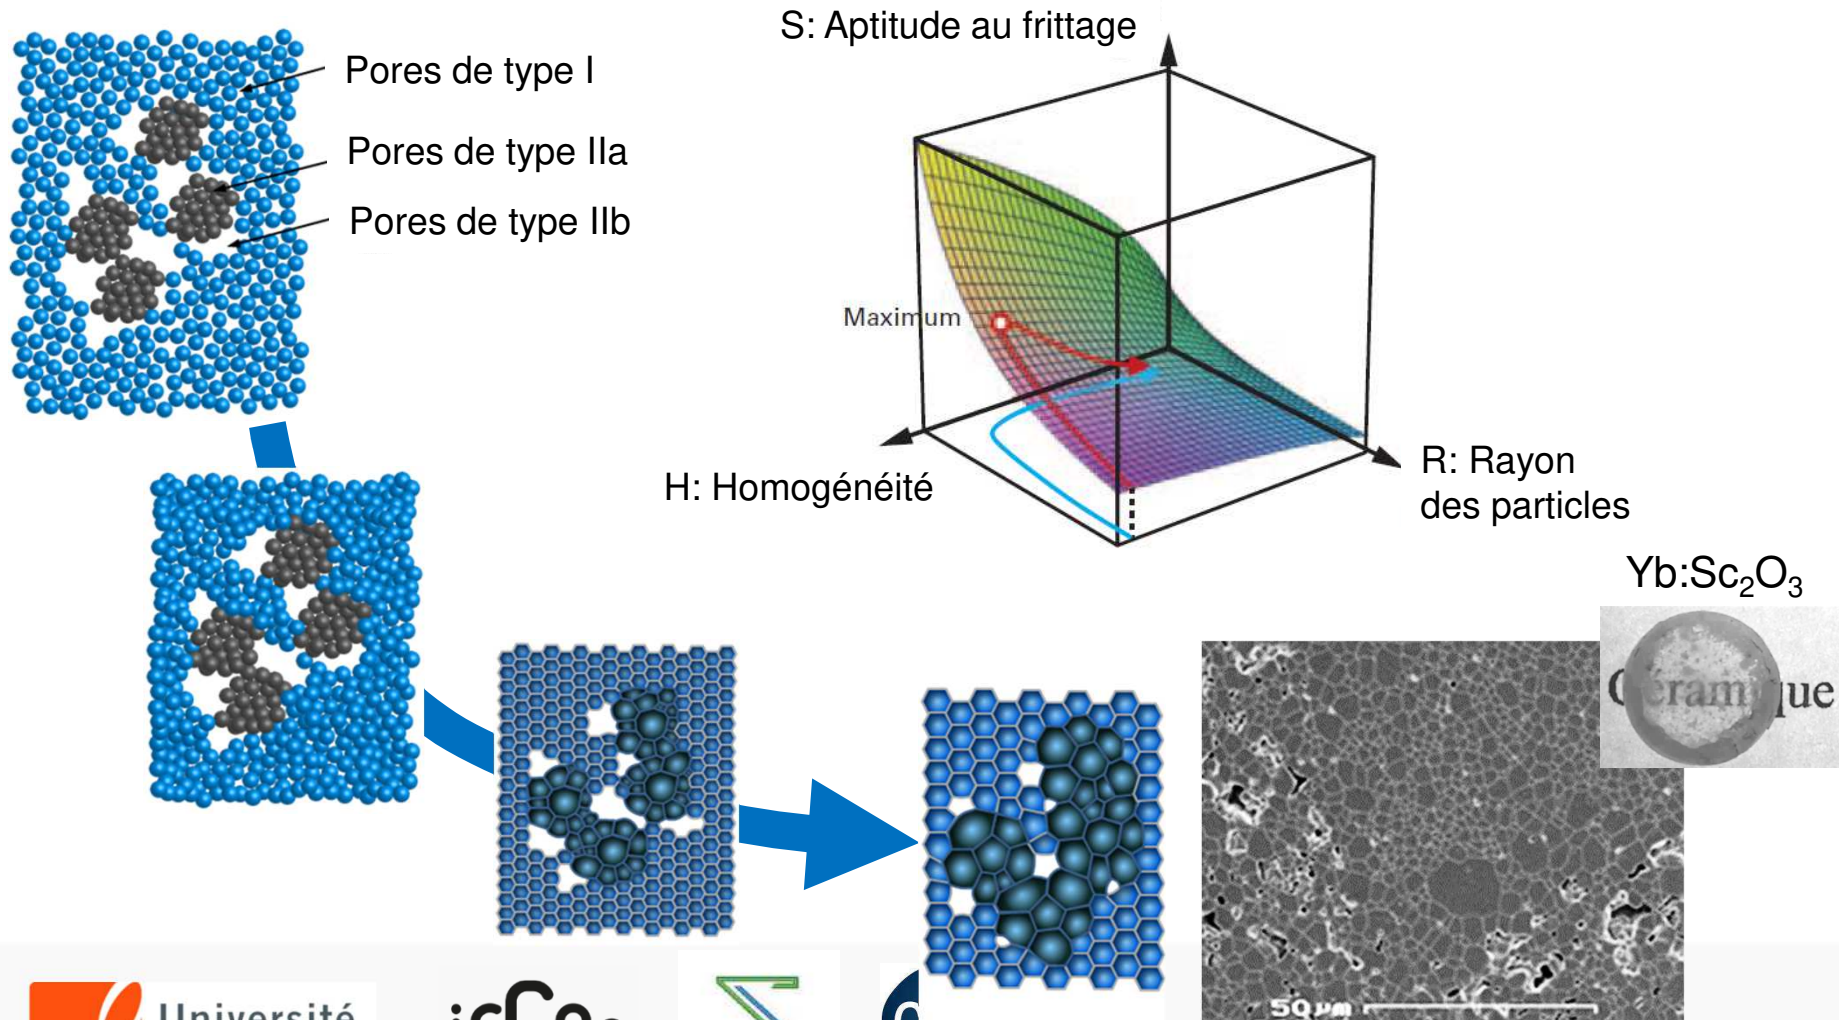 S: Aptitude au frittage
Pores de type I
Pores de type IIa
Pores de type IIb
Maximum
H: Homogénéité
R: Rayon
des particles
Yb:Sc₂O₃
Céramique
50 µm
Université